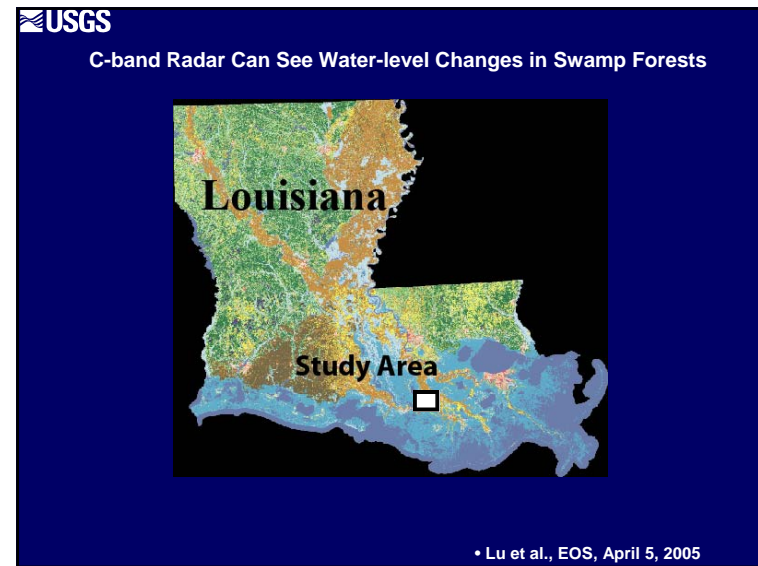 USGS
C-band Radar Can See Water-level Changes in Swamp Forests
Louisiana
Study Area
• Lu et al., EOS, April 5, 2005